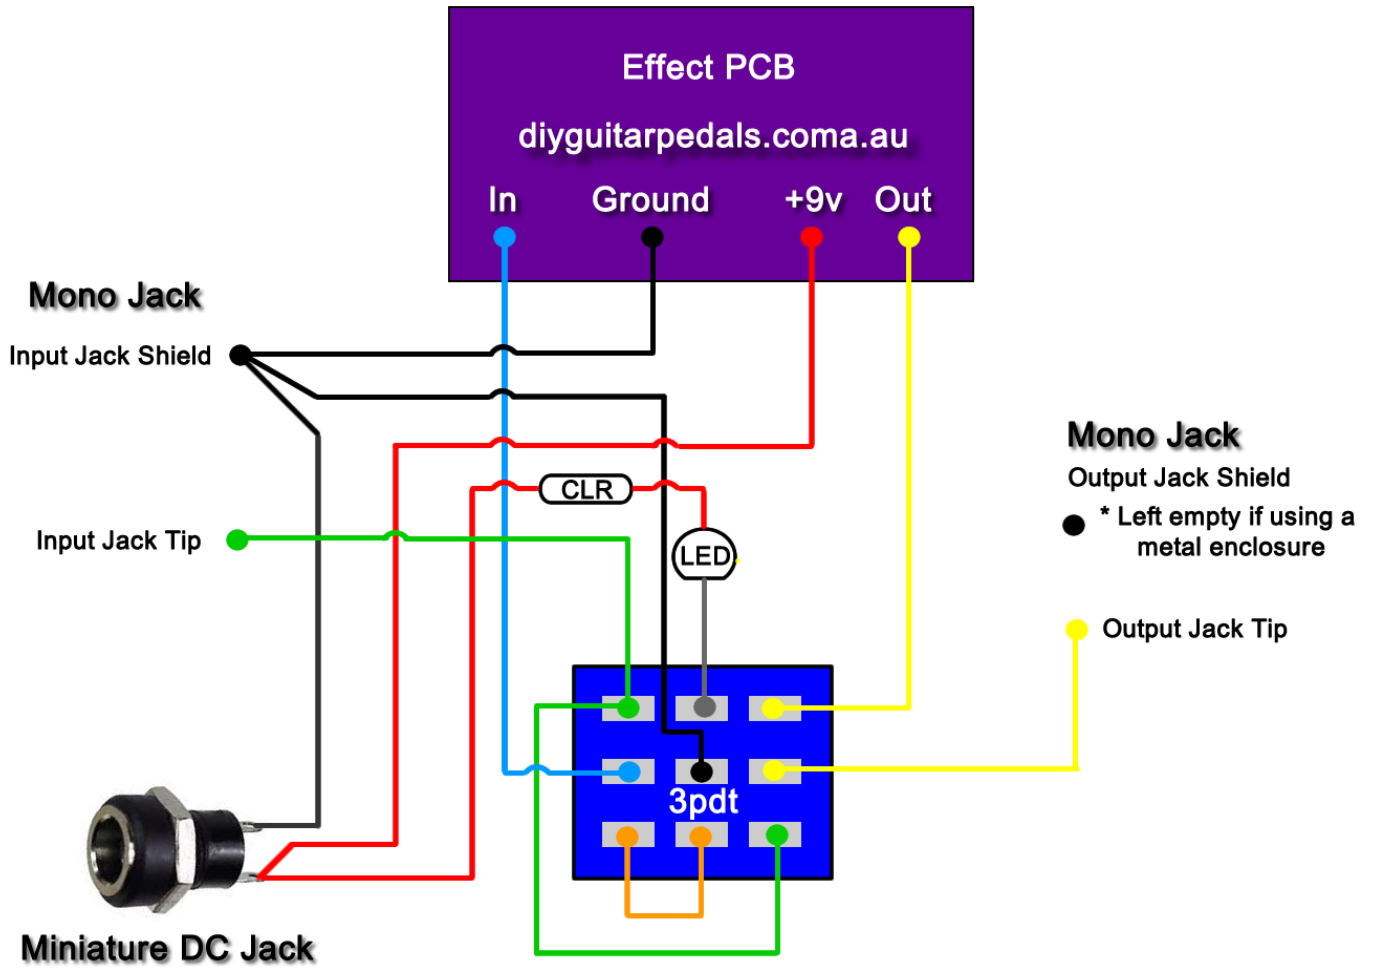 Effect PCB
diyguitarpedals.coma.au
In Ground +9v Out
Mono Jack
Input Jack Shield
Mono Jack
Output Jack Shield
* Left empty if using a
metal enclosure
CLR
Input Jack Tip
LED
Output Jack Tip
3pdt
Miniature DC Jack